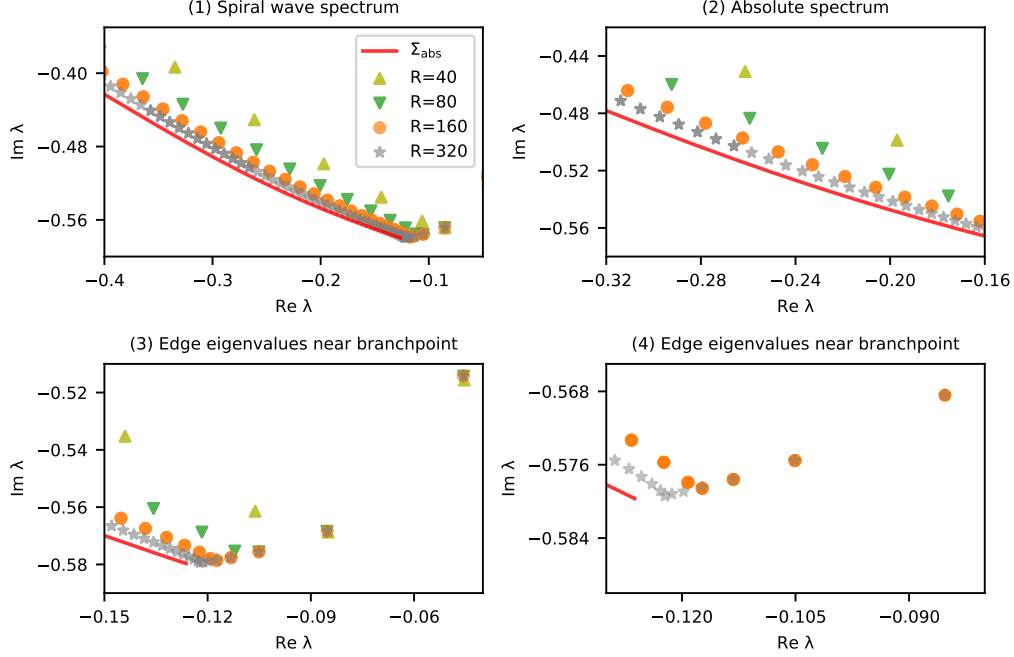 (1) Spiral wave spectrum
−0.40
−0.48
−0.56
Im λ
−0.4
−0.3
−0.2
−0.1
Re λ
Σabs
R=40
R=80
R=160
R=320
(2) Absolute spectrum
−0.44
−0.48
−0.52
−0.56
Im λ
−0.32
−0.28
−0.24
−0.20
−0.16
Re λ
(3) Edge eigenvalues near branchpoint
−0.52
−0.54
−0.56
−0.58
Im λ
−0.15
−0.12
−0.09
−0.06
Re λ
(4) Edge eigenvalues near branchpoint
−0.568
−0.576
−0.584
Im λ
−0.120
−0.105
−0.090
Re λ